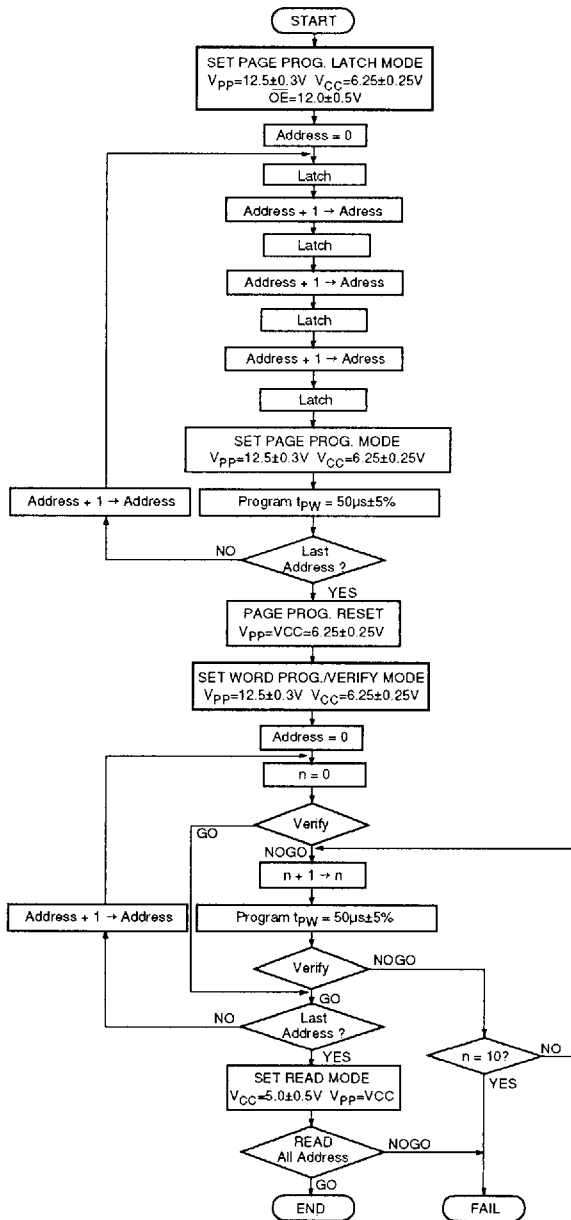 START
SET PAGE PROG. LATCH MODE
VPP=12.5±0.3V VCC=6.25±0.25V
OE=12.0±0.5V
Address = 0
Latch
Address + 1 → Adress
Latch
Address + 1 → Adress
Latch
Address + 1 → Adress
Latch
SET PAGE PROG. MODE
VPP=12.5±0.3V VCC=6.25±0.25V
Address + 1 → Address
Program tPW = 50µs±5%
NO
Last
Address ?
YES
PAGE PROG. RESET
VPP=VCC=6.25±0.25V
SET WORD PROG./VERIFY MODE
VPP=12.5±0.3V VCC=6.25±0.25V
Address = 0
n = 0
Verify
GO
NOGO
n + 1 → n
Address + 1 → Address
Program tPW = 50µs±5%
Verify
NOGO
GO
NO
Last
Address ?
YES
n = 10?
NO
YES
SET READ MODE
VCC=5.0±0.5V VPP=VCC
READ
All Address
NOGO
GO
END
FAIL